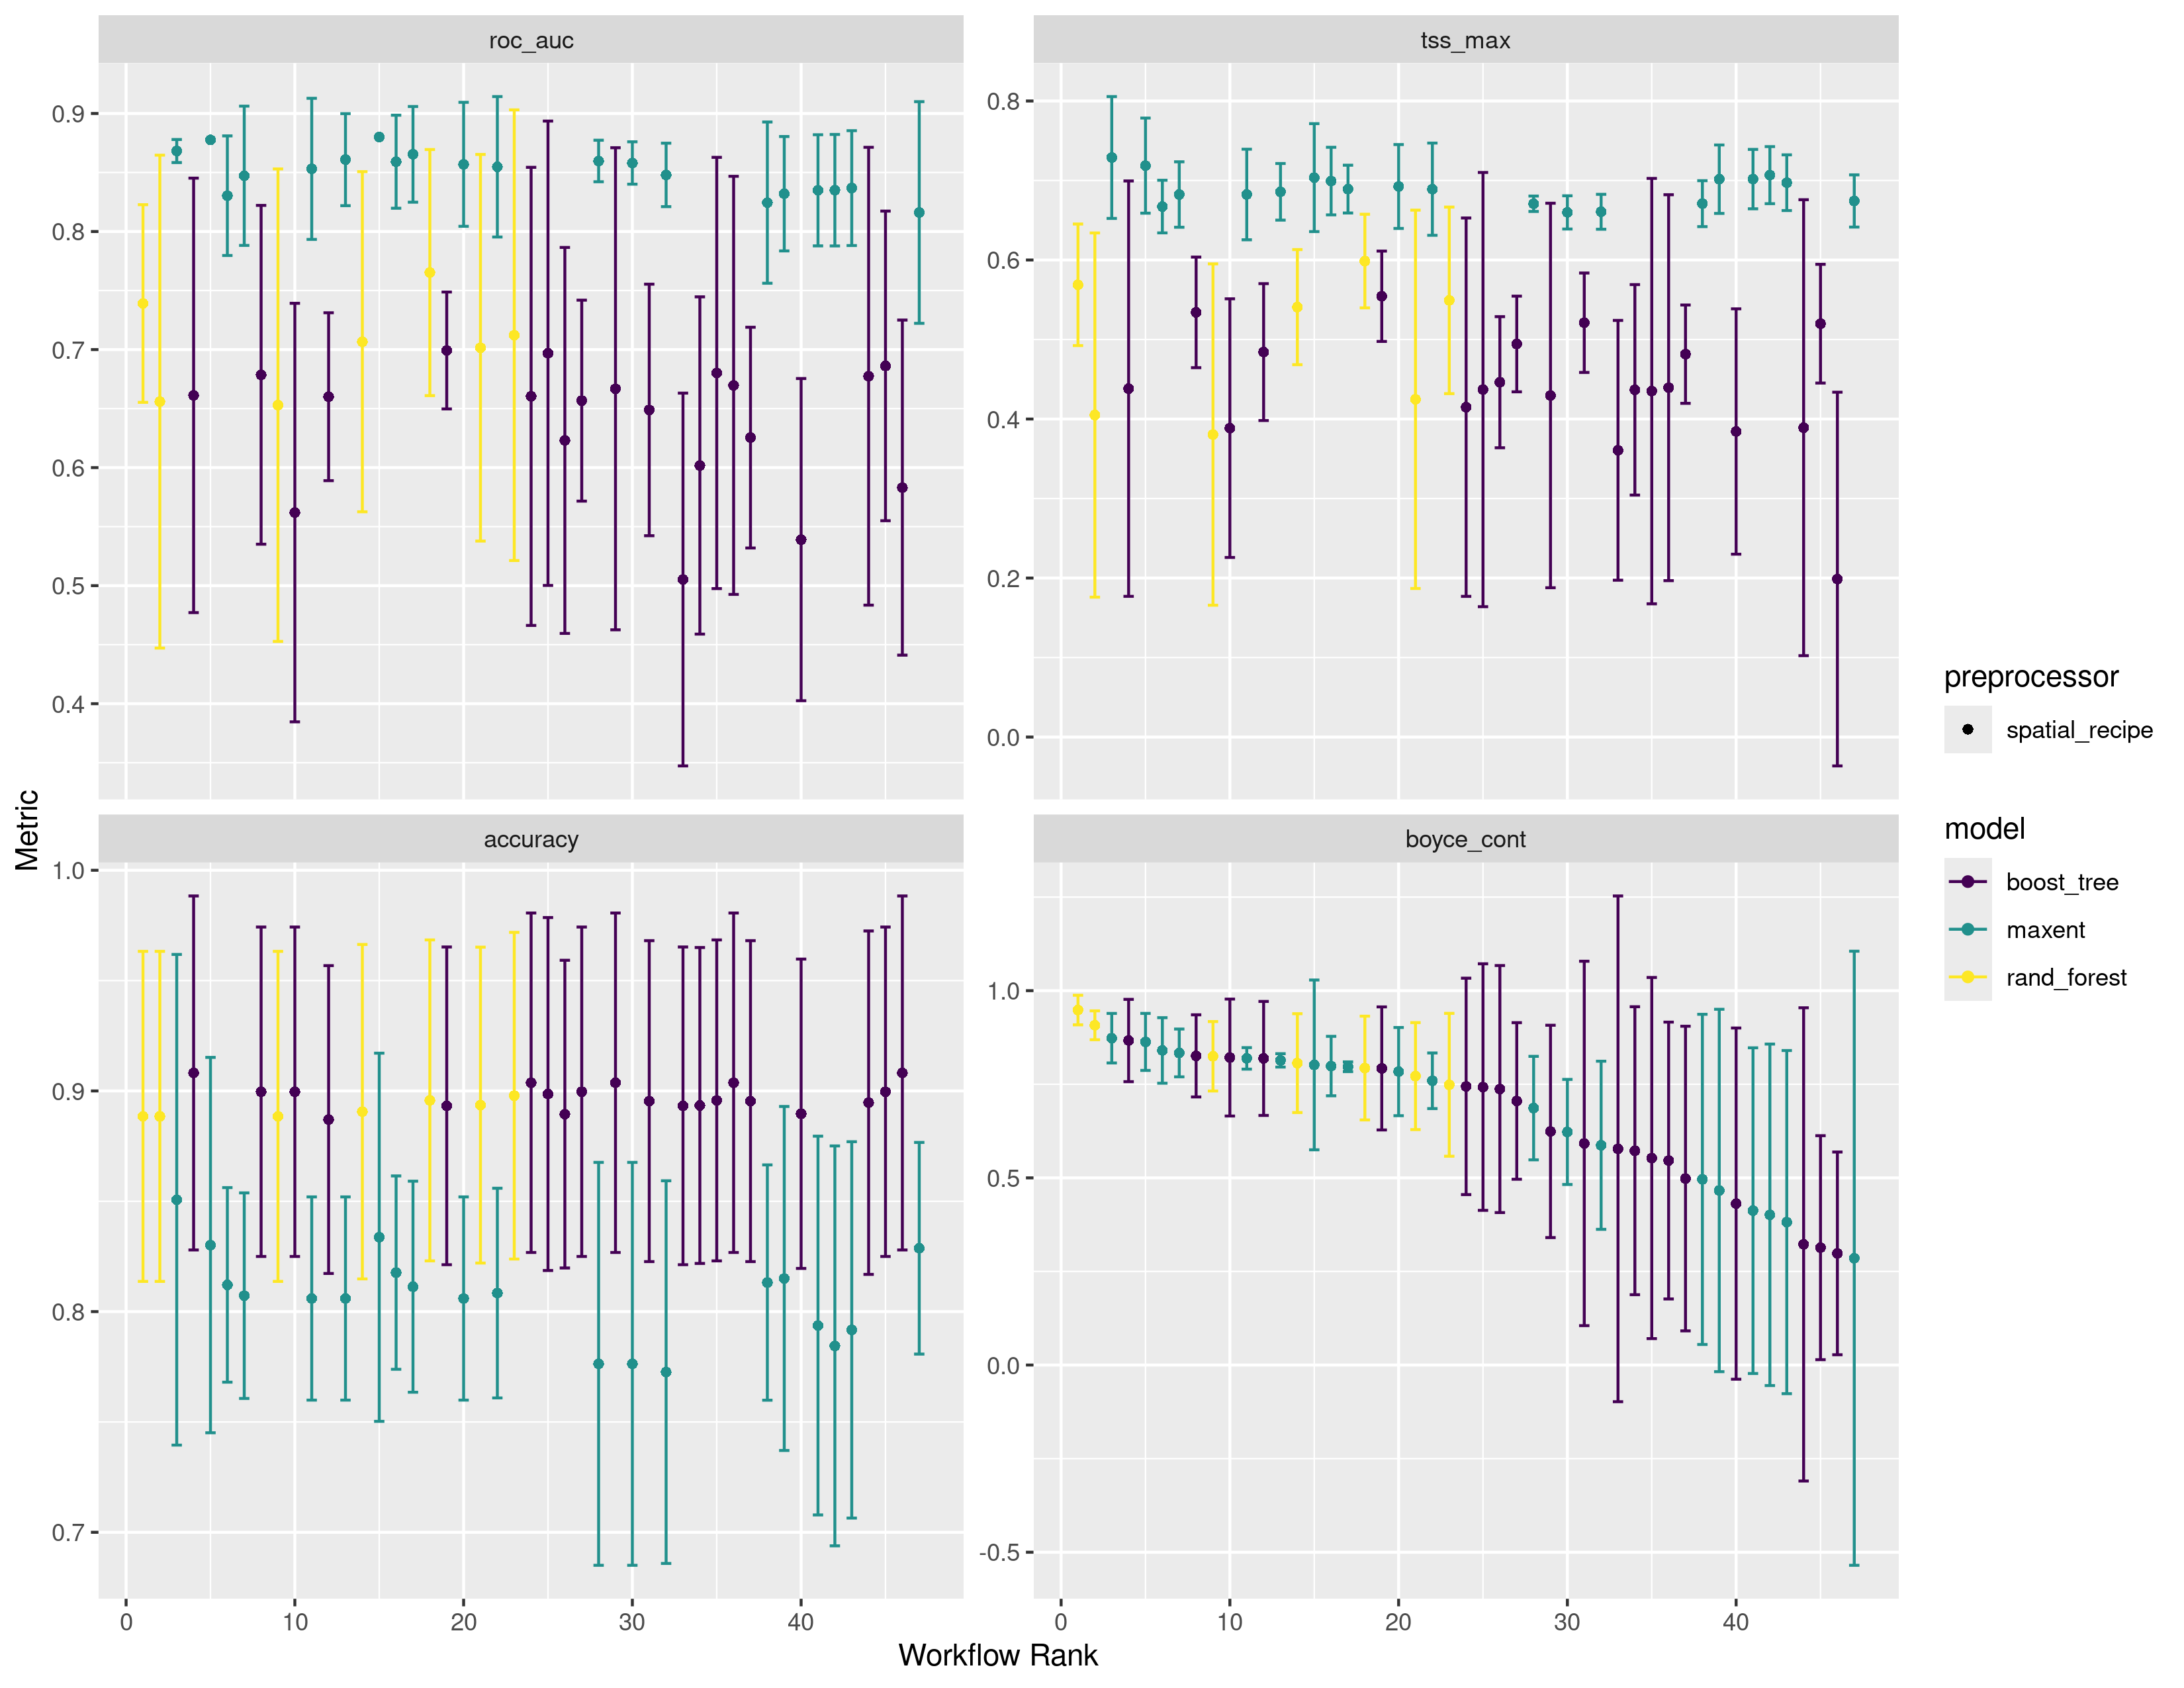 roc_auc
tss_max
0.9
0.8
0.7
0.6
0.5
0.4
0.8
0.6
0.4
0.2
0.0
accuracy
boyce_cont
1.0
0.9
0.8
0.7
1.0
0.5
0.0
-0.5
0 10 20 30 40
0 10 20 30 40
Metric
Workflow Rank
preprocessor
spatial_recipe
model
boost_tree
maxent
rand_forest